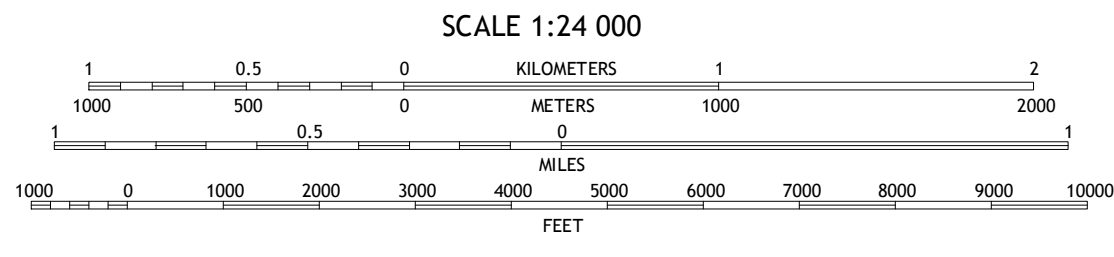 SCALE 1:24 000
1 0.5 0 KILOMETERS 1 2
1000 500 0 METERS 1000 2000
1 0.5 0 1
MILES
1000 0 1000 2000 3000 4000 5000 6000 7000 8000 9000 10000
FEET